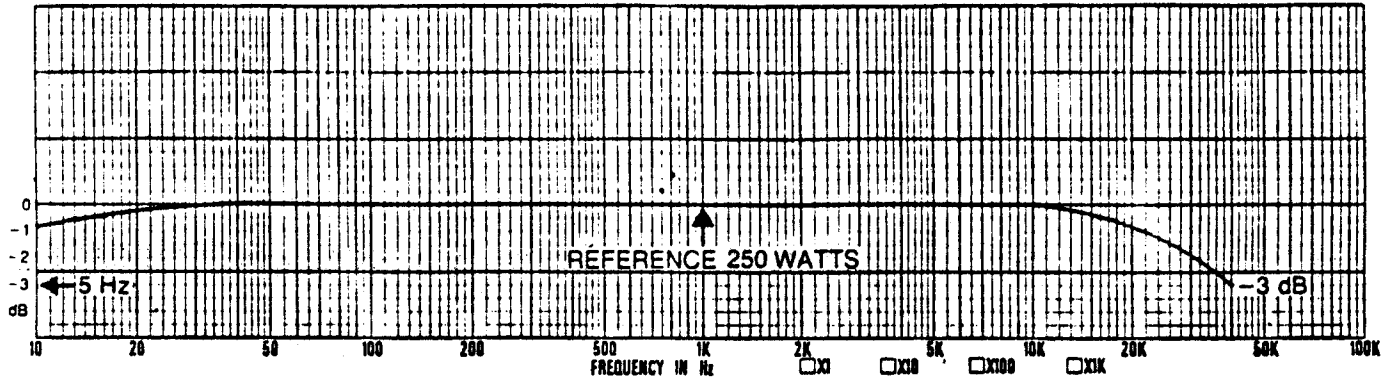 0
-1
-2
-3
dB
5 Hz
REFERENCE 250 WATTS
-3 dB
10 20 50 100 200 500 1K 2K 5K 10K 20K 50K 100K
FREQUENCY IN Hz X1 X10 X100 X1K